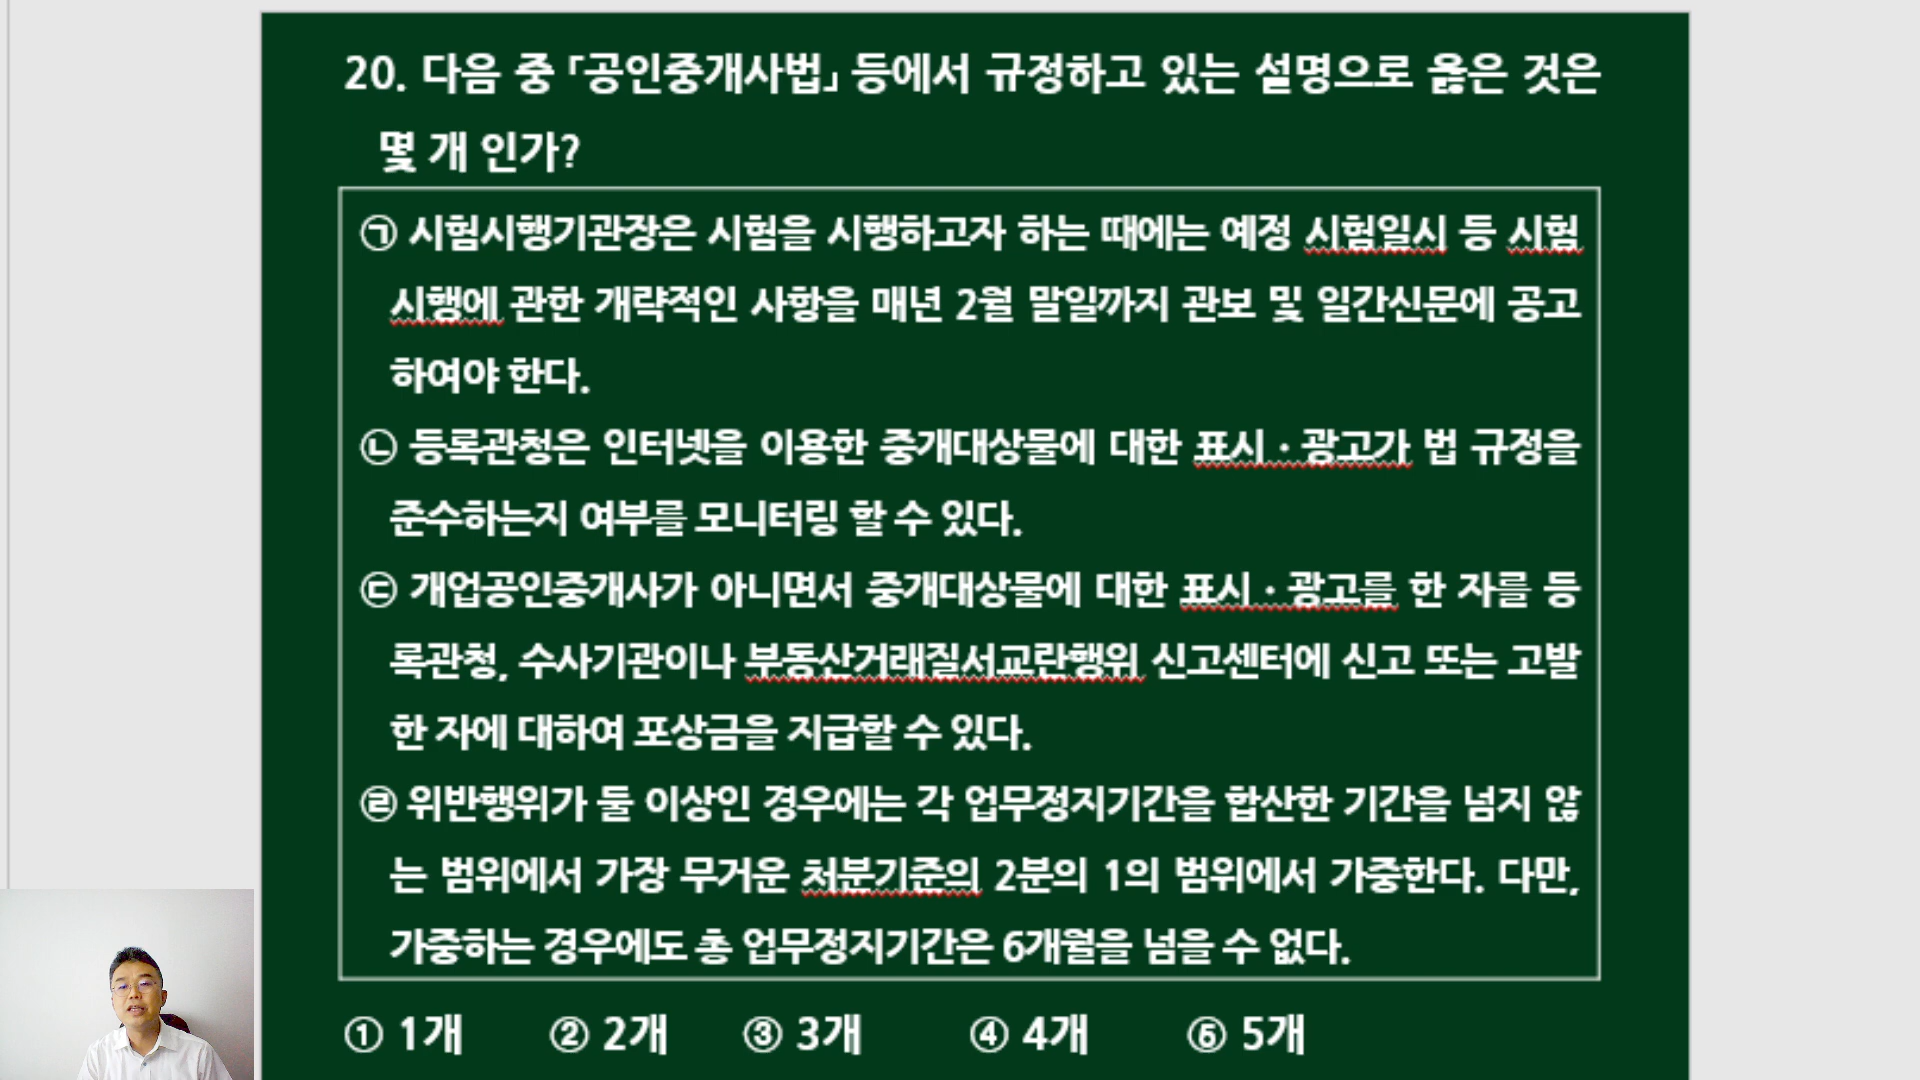 20. 다음 중 「공인중개사법」 등에서 규정하고 있는 설명으로 옳은 것은
몇 개 인가?
㉠ 시험시행기관장은 시험을 시행하고자 하는 때에는 예정 시험일시 등 시험
시행에 관한 개략적인 사항을 매년 2월 말일까지 관보 및 일간신문에 공고
하여야 한다.
㉡ 등록관청은 인터넷을 이용한 중개대상물에 대한 표시·광고가 법 규정을
준수하는지 여부를 모니터링 할 수 있다.
㉢ 개업공인중개사가 아니면서 중개대상물에 대한 표시·광고를 한 자를 등
록관청, 수사기관이나 부동산거래질서교란행위 신고센터에 신고 또는 고발
한 자에 대하여 포상금을 지급할 수 있다.
㉣ 위반행위가 둘 이상인 경우에는 각 업무정지기간을 합산한 기간을 넘지 않
는 범위에서 가장 무거운 처분기준의 2분의 1의 범위에서 가중한다. 다만,
가중하는 경우에도 총 업무정지기간은 6개월을 넘을 수 없다.
① 1개 ② 2개 ③ 3개 ④ 4개 ⑤ 5개